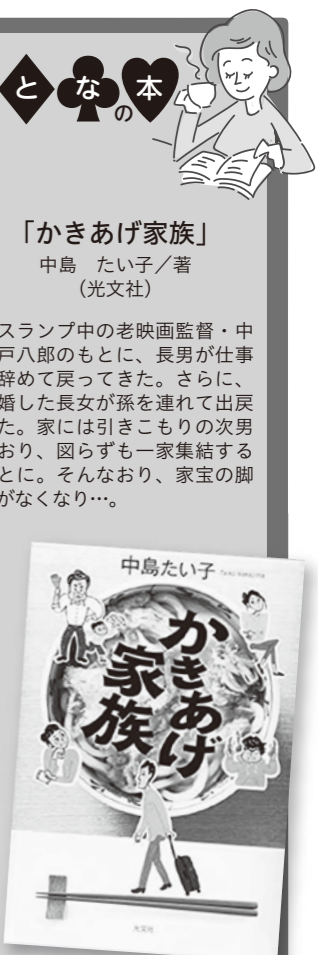 となの本
「かきあげ家族」
中島 たい子／著
(光文社)
スランプ中の老映画監督・中
戸八郎のもとに、長男が仕事
辞めて戻ってきた。さらに、
婚した長女が孫を連れて出戻
た。家には引きこもりの次男
おり、図らずも一家集結する
とに。そんなおり、家宝の脚
がなくなり…。
中島たい子
かきあげ
家族
光文社